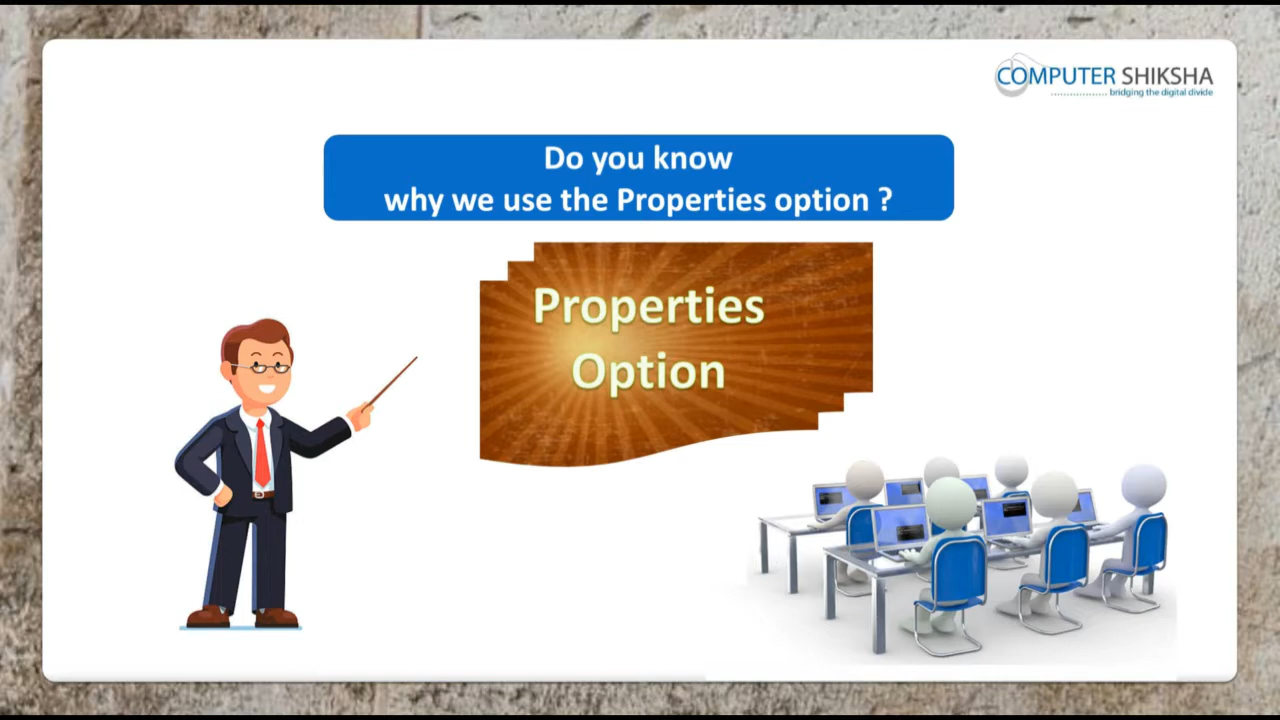 COMPUTER SHIKSHA
bridging the digital divide
Do you know
why we use the Properties option ?
Properties
Option